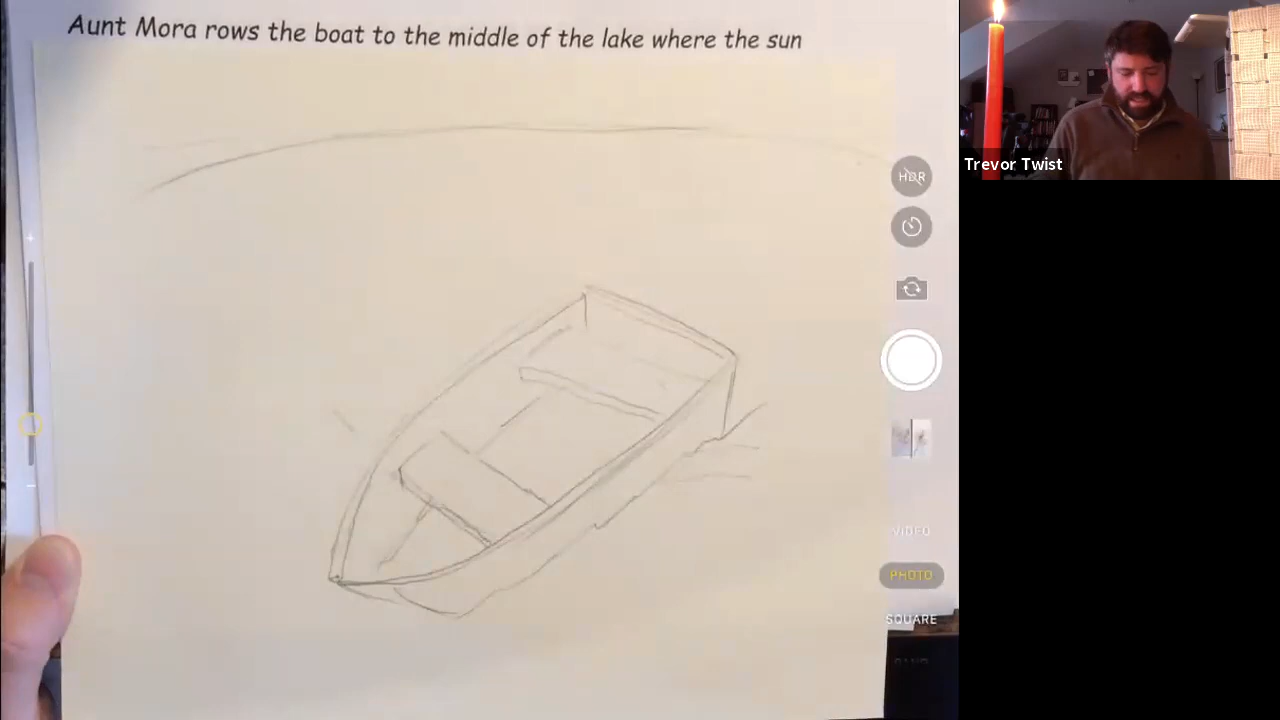 Aunt Mora rows the boat to the middle of the lake where the sun
Trevor Twist
HDR
VIDEO
PHOTO
SQUARE
PANO